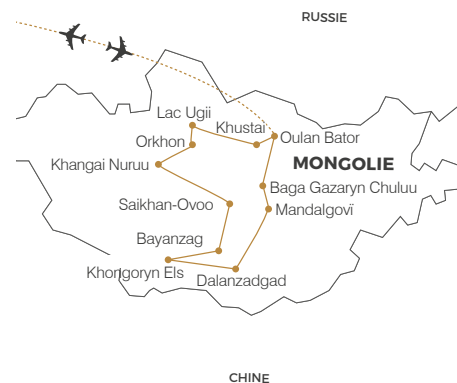 RUSSIE
Lac Ugii
Khustai
Orkhon
Oulan Bator
Khangai Nuruu
MONGOLIE
Baga Gazaryn Chuluu
Saikhan-Ovoo
Mandalgovï
Bayanzag
Khongoryn Els
Dalanzadgad
CHINE